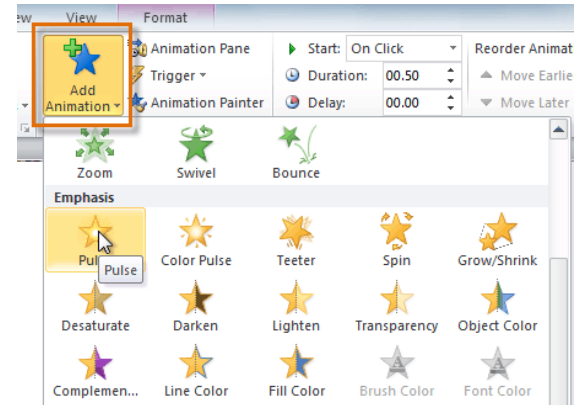 ew View Format
Add Animation
Animation Pane
Trigger
Animation Painter
Start: On Click
Duration: 00.50
Delay: 00.00
Reorder Animat
Move Earlie
Move Later
Zoom Swivel Bounce
Emphasis
Pul Color Pulse Teeter Spin Grow/Shrink
Pulse
Desaturate Darken Lighten Transparency Object Color
Complemen... Line Color Fill Color Brush Color Font Color